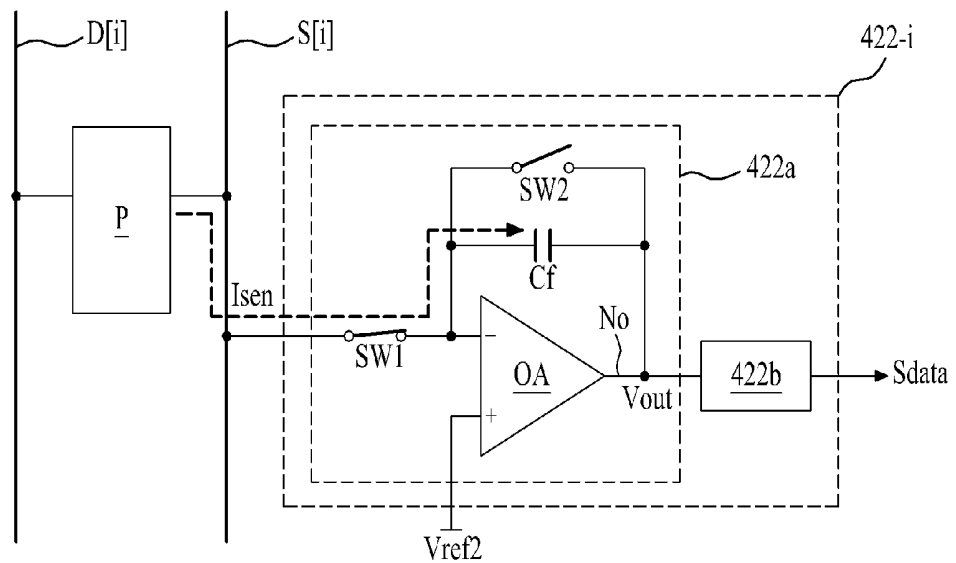 D[i]
S[i]
422-i
422a
SW2
P
Cf
Isen
SW1
−
No
OA
Vout
422b
Sdata
+
Vref2